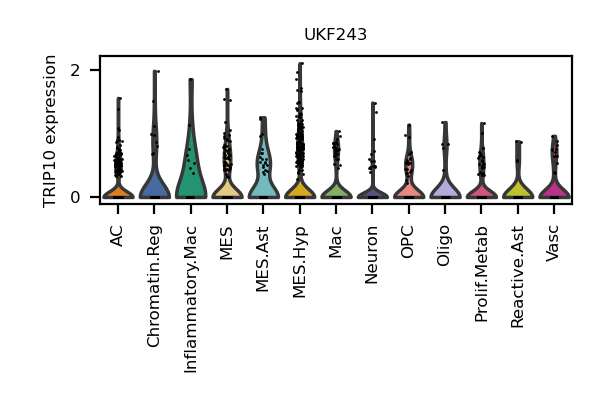 UKF243
TRIP10 expression
2
0
AC
Chromatin.Reg
Inflammatory.Mac
MES
MES.Ast
MES.Hyp
Mac
Neuron
OPC
Oligo
Prolif.Metab
Reactive.Ast
Vasc